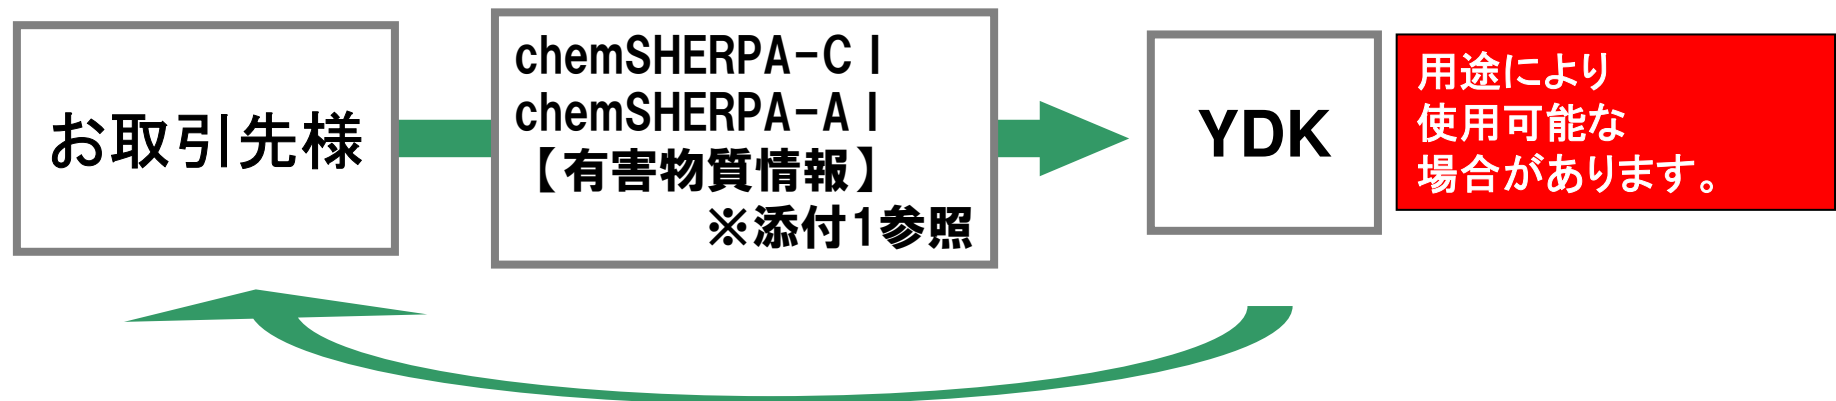 お取引先様
chemSHERPA-CI
chemSHERPA-AI
【有害物質情報】
※添付1参照
YDK
用途により
使用可能な
場合があります。